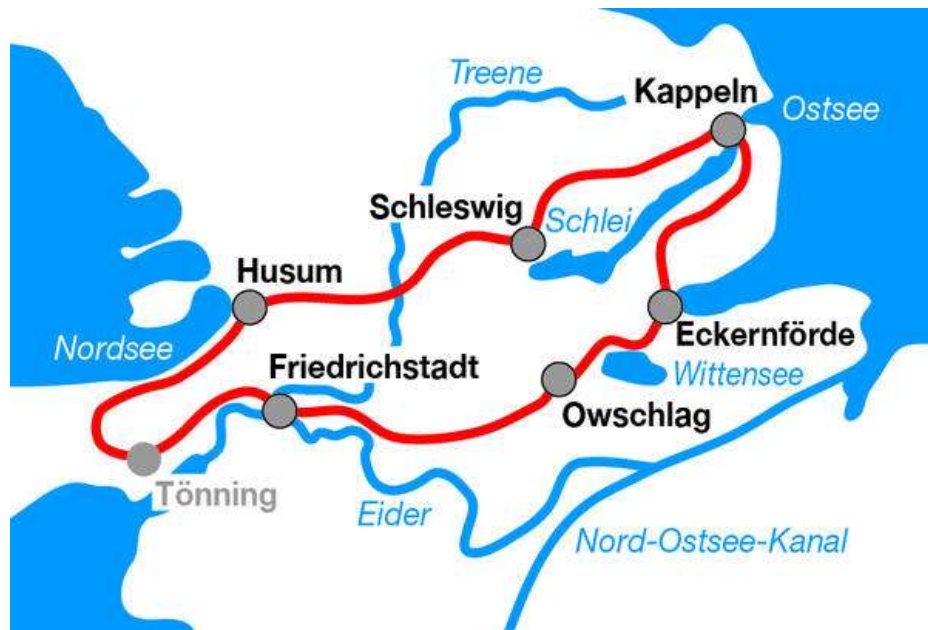 Treene
Kappeln
Ostsee
Schleswig
Schlei
Husum
Nordsee
Eckernförde
Friedrichstadt
Wittensee
Owschlag
Tönning
Eider
Nord-Ostsee-Kanal